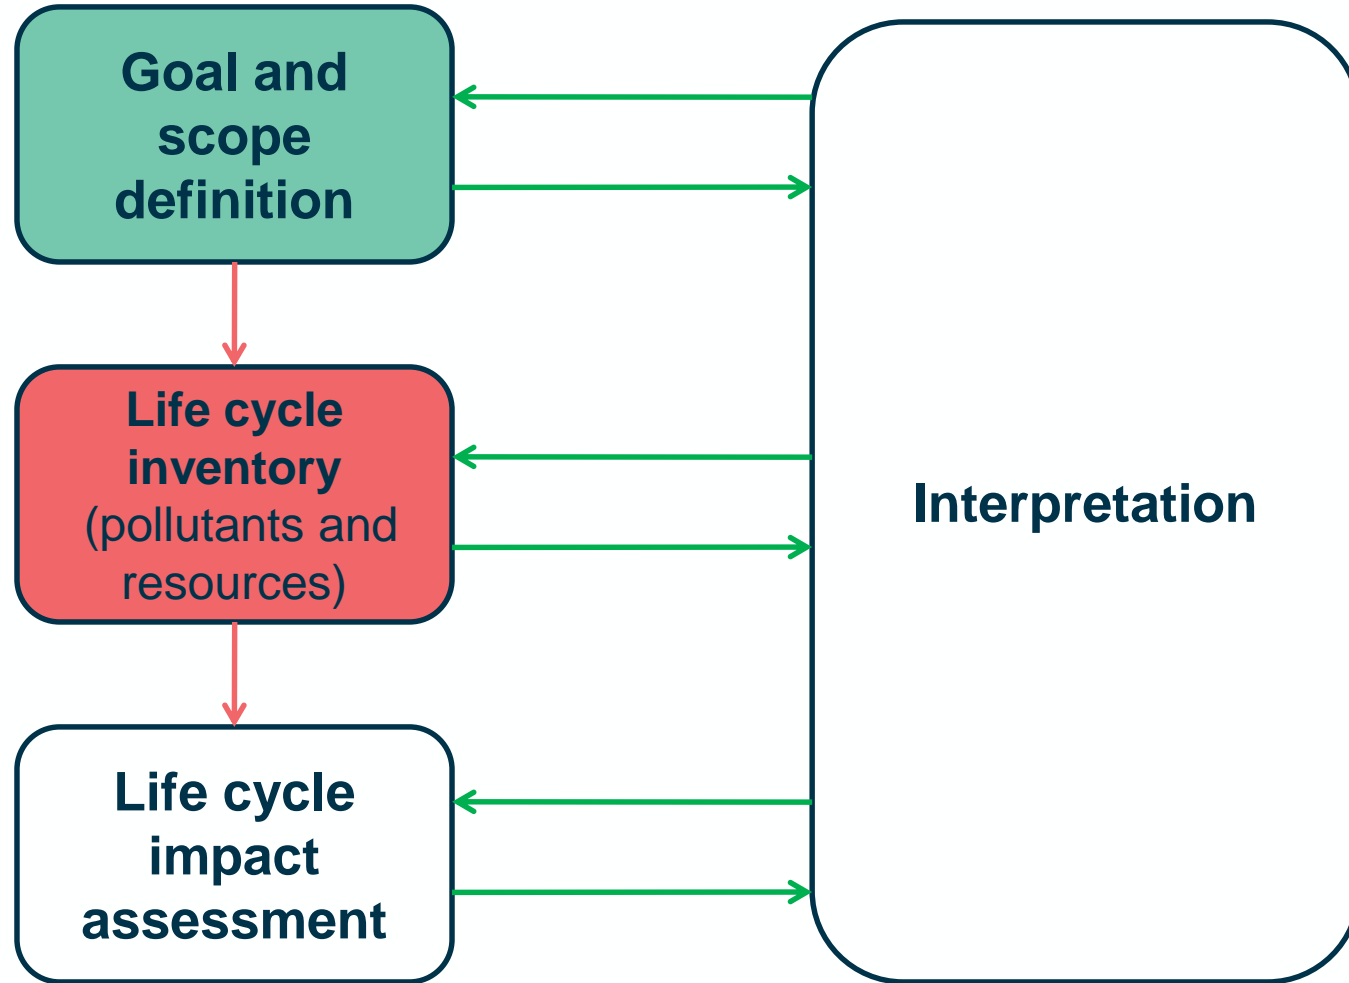 Goal and
scope
definition
Life cycle
inventory
(pollutants and
resources)
Life cycle
impact
assessment
Interpretation